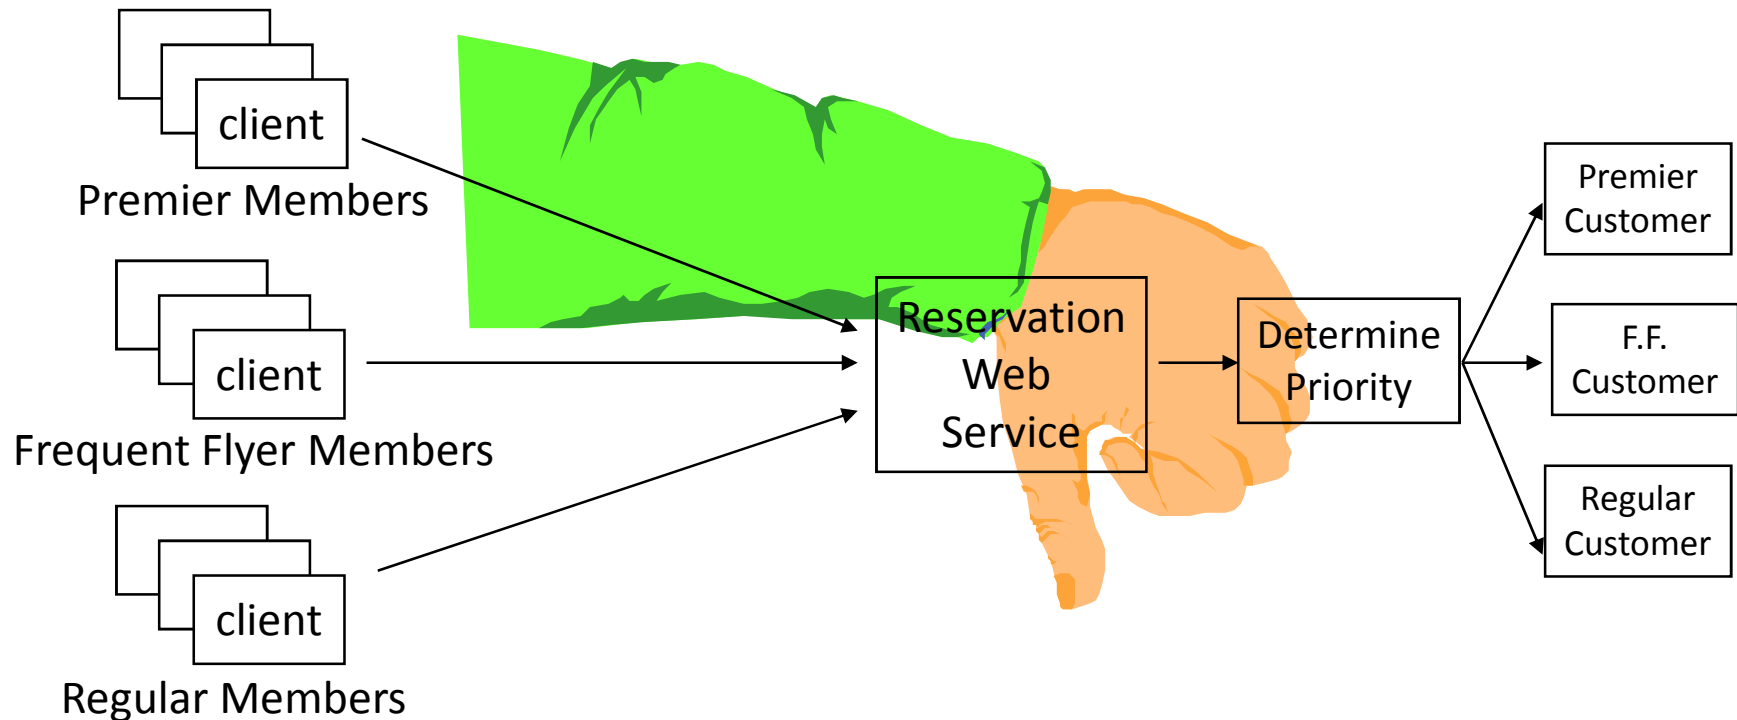 client
Premier Members
client
Frequent Flyer Members
client
Regular Members
Reservation
Web
Service
Determine
Priority
Premier
Customer
F.F.
Customer
Regular
Customer